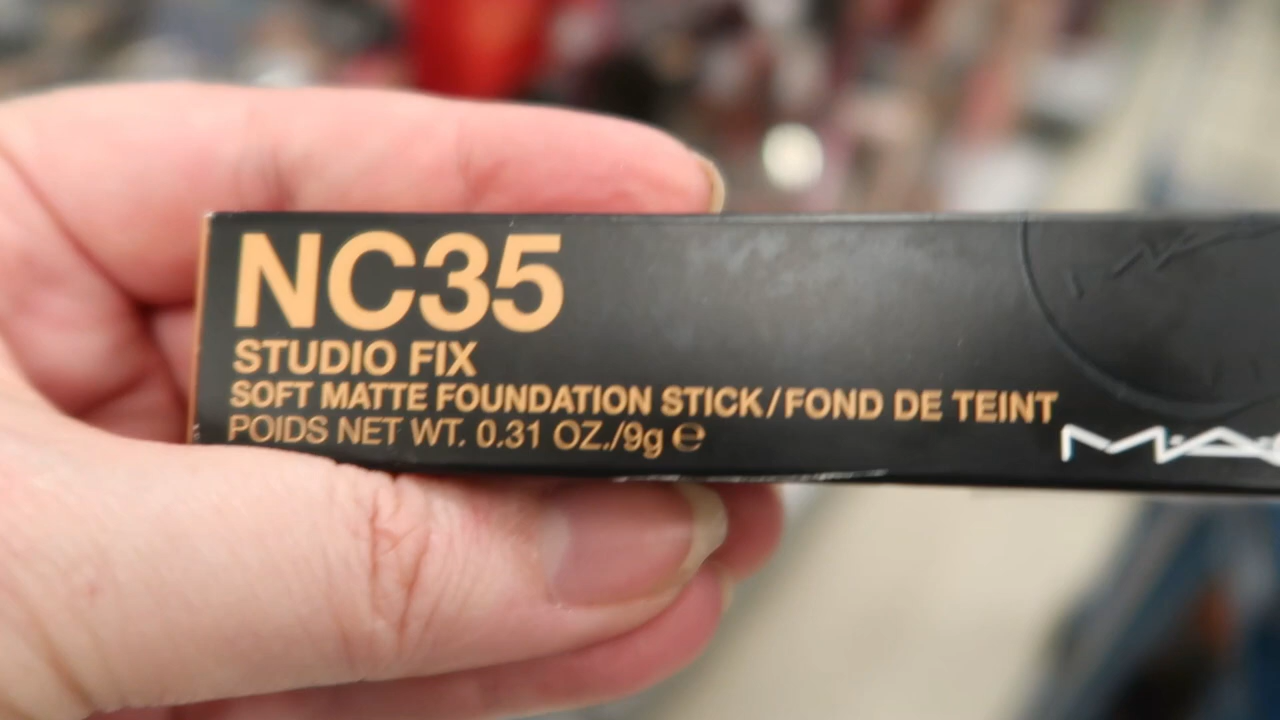 NC35
STUDIO FIX
SOFT MATTE FOUNDATION STICK/FOND DE TEINT
POIDS NET WT. 0.31 OZ./9g ℮